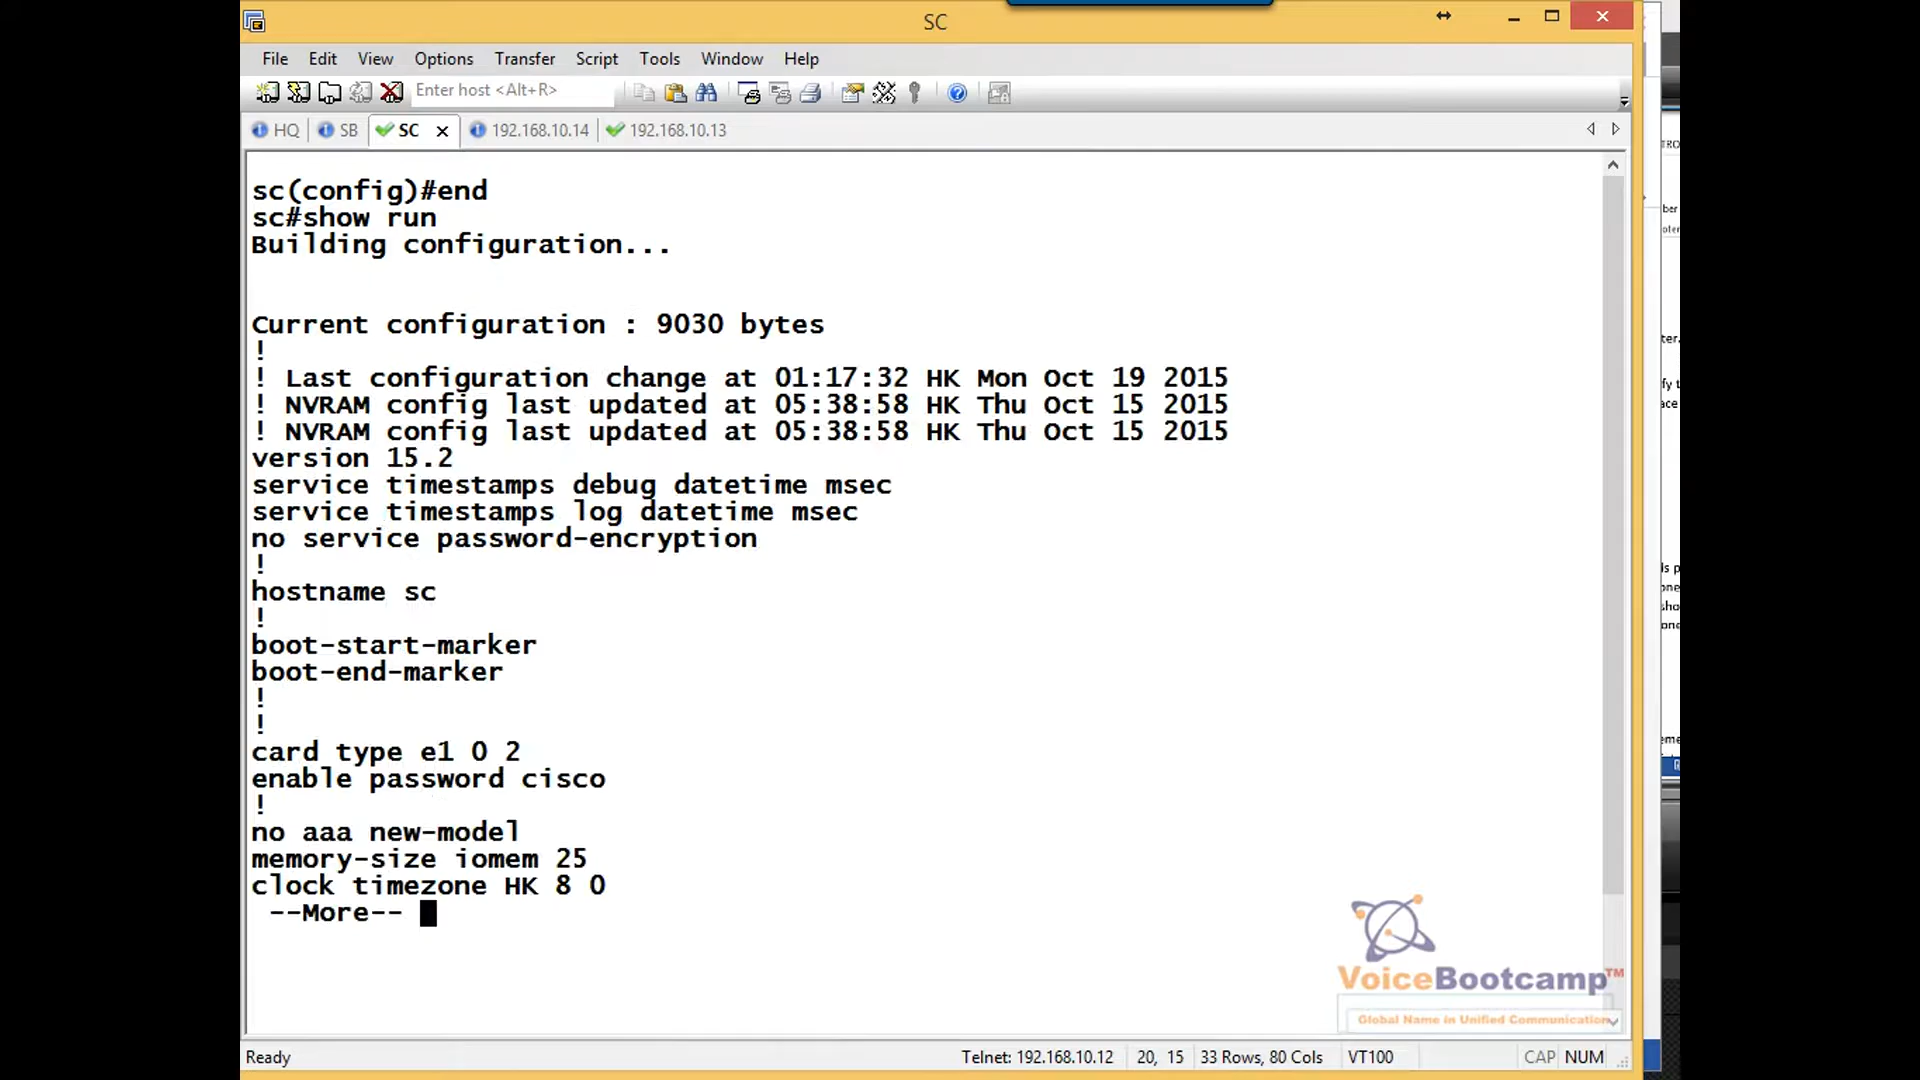 SC
File Edit View Options Transfer Script Tools Window Help
Enter host <Alt+R>
HQ SB SC 192.168.10.14 192.168.10.13
sc(config)#end
sc#show run
Building configuration...
Current configuration : 9030 bytes
!
! Last configuration change at 01:17:32 HK Mon Oct 19 2015
! NVRAM config last updated at 05:38:58 HK Thu Oct 15 2015
! NVRAM config last updated at 05:38:58 HK Thu Oct 15 2015
version 15.2
service timestamps debug datetime msec
service timestamps log datetime msec
no service password-encryption
!
hostname sc
!
boot-start-marker
boot-end-marker
!
!
card type e1 0 2
enable password cisco
!
no aaa new-model
memory-size iomem 25
clock timezone HK 8 0
--More--
VoiceBootcamp™
Global Name in Unified Communication
Ready Telnet: 192.168.10.12 20, 15 33 Rows, 80 Cols VT100 CAP NUM